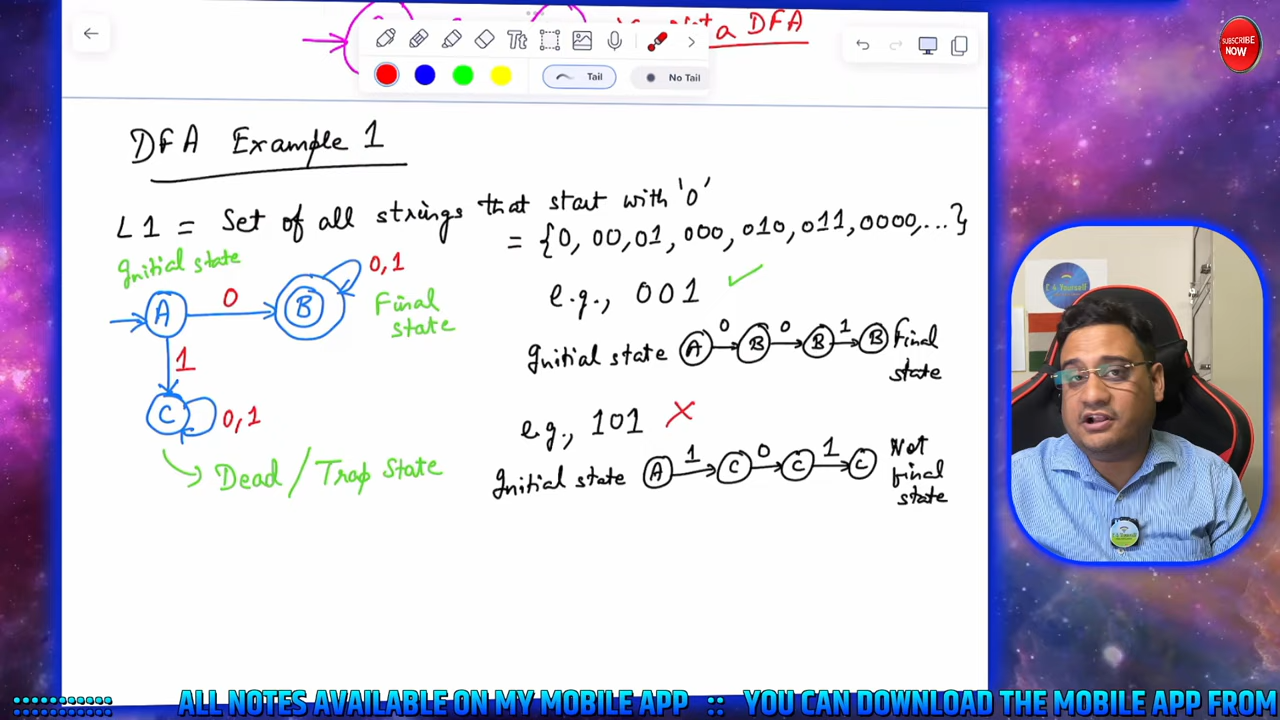 a DFA
SUBSCRIBE
NOW
Tt
Tail
No Tail
DFA Example 1
L1 = Set of all strings that start with '0'
= {0, 00, 01, 000, 010, 011, 0000, ...}
Initial state
A
0
B
0,1
Final
state
1
C
0,1
Dead / Trap State
e.g., 001
Initial state A 0 B 0 B 1 B Final
state
e.g., 101
Initial state A 1 C 0 C 1 C Not
final
state
ALL NOTES AVAILABLE ON MY MOBILE APP :: YOU CAN DOWNLOAD THE MOBILE APP FROM